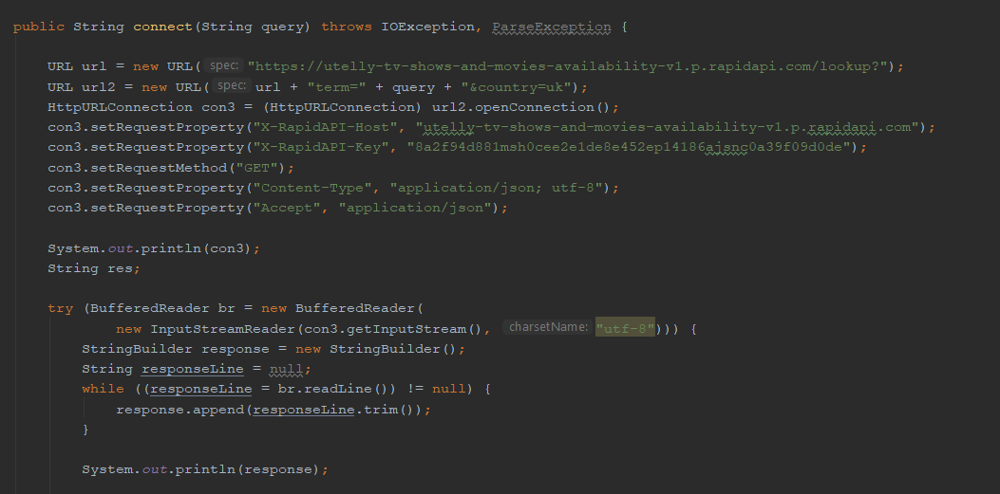 public String connect(String query) throws IOException, ParseException {
URL url = new URL( spec: "https://utelly-tv-shows-and-movies-availability-v1.p.rapidapi.com/lookup?");
URL url2 = new URL( spec: url + "term=" + query + "&country=uk");
HttpURLConnection con3 = (HttpURLConnection) url2.openConnection();
con3.setRequestProperty("X-RapidAPI-Host", "utelly-tv-shows-and-movies-availability-v1.p.rapidapi.com");
con3.setRequestProperty("X-RapidAPI-Key", "8a2f94d881msh0cee2e1de8e452ep14186ajsnc0a39f09d0de");
con3.setRequestMethod("GET");
con3.setRequestProperty("Content-Type", "application/json; utf-8");
con3.setRequestProperty("Accept", "application/json");
System.out.println(con3);
String res;
try (BufferedReader br = new BufferedReader(
new InputStreamReader(con3.getInputStream(), charsetName: "utf-8"))) {
StringBuilder response = new StringBuilder();
String responseLine = null;
while ((responseLine = br.readLine()) != null) {
response.append(responseLine.trim());
}
System.out.println(response);